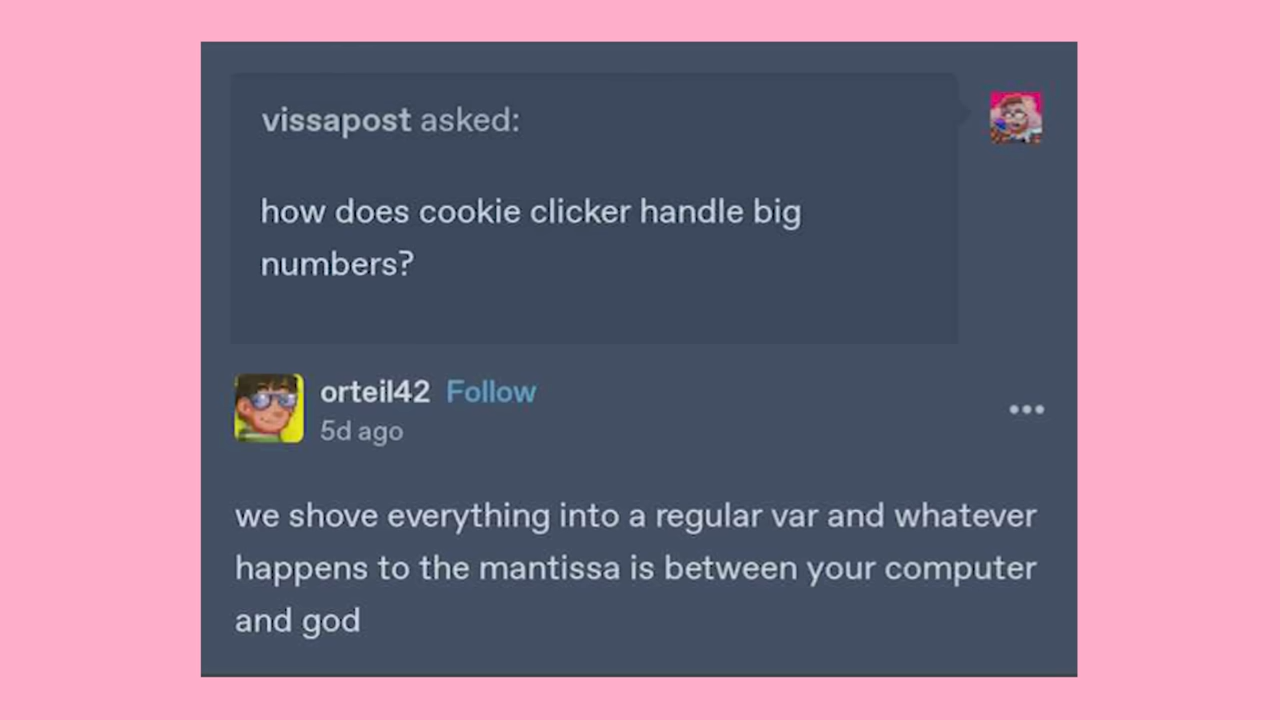 vissapost asked:
how does cookie clicker handle big
numbers?
orteil42 Follow
5d ago
we shove everything into a regular var and whatever
happens to the mantissa is between your computer
and god